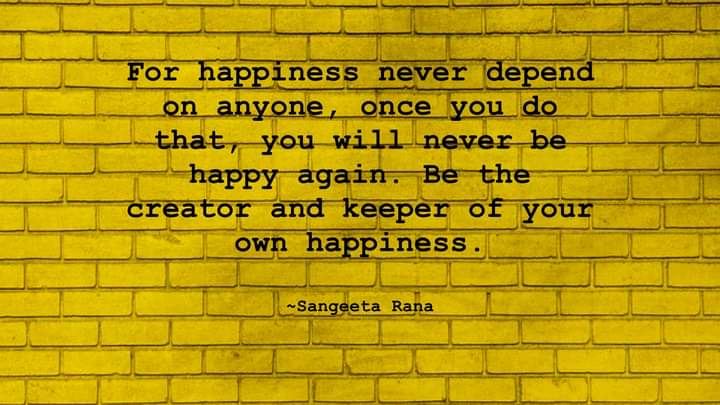 For happiness never depend
on anyone, once you do
that, you will never be
happy again. Be the
creator and keeper of your
own happiness.
~Sangeeta Rana